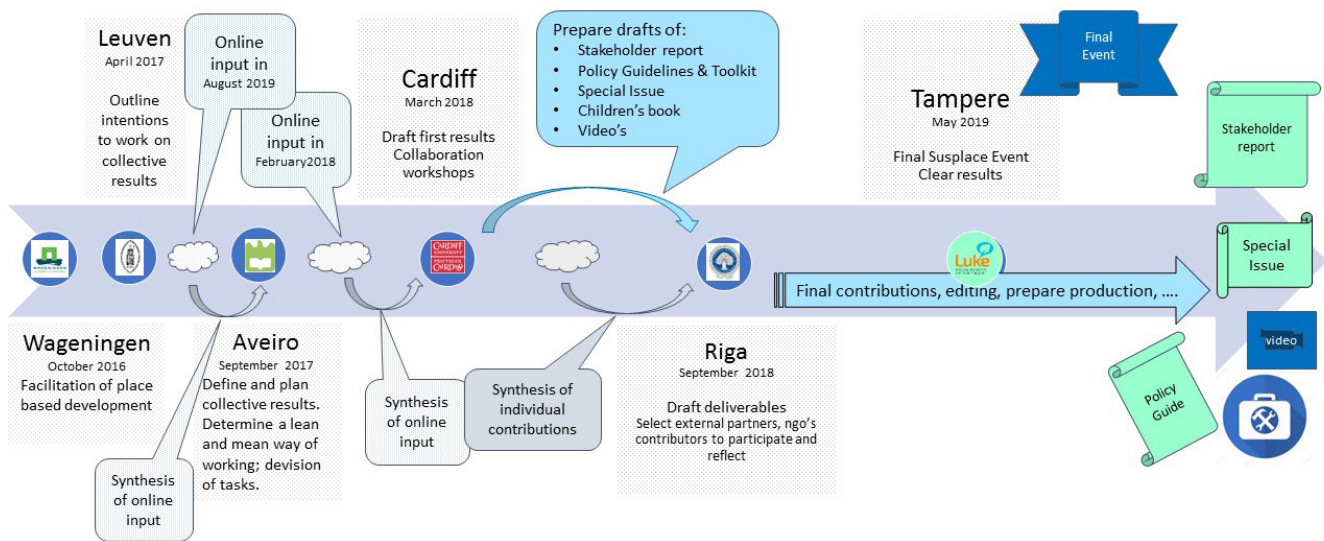 Leuven
April 2017
Outline
intentions
to work on
collective
results
Online
input in
August 2019
Online
input in
February2018
Cardiff
March 2018
Draft first results
Collaboration
workshops
Prepare drafts of:
• Stakeholder report
• Policy Guidelines & Toolkit
• Special Issue
• Children's book
• Video's
Tampere
May 2019
Final Susplace Event
Clear results
Final
Event
Stakeholder
report
WAGENINGEN
CARDIFF
UNIVERSITY
PRIFYSGOL
CAERDYDD
Luke
Special
Issue
Final contributions, editing, prepare production, ....
video
Policy
Guide
Wageningen
October 2016
Facilitation of place
based development
Synthesis
of online
input
Aveiro
September 2017
Define and plan
collective results.
Determine a lean
and mean way of
working; devision
of tasks.
Synthesis
of online
input
Synthesis of
individual
contributions
Riga
September 2018
Draft deliverables
Select external partners, ngo's
contributors to participate and
reflect